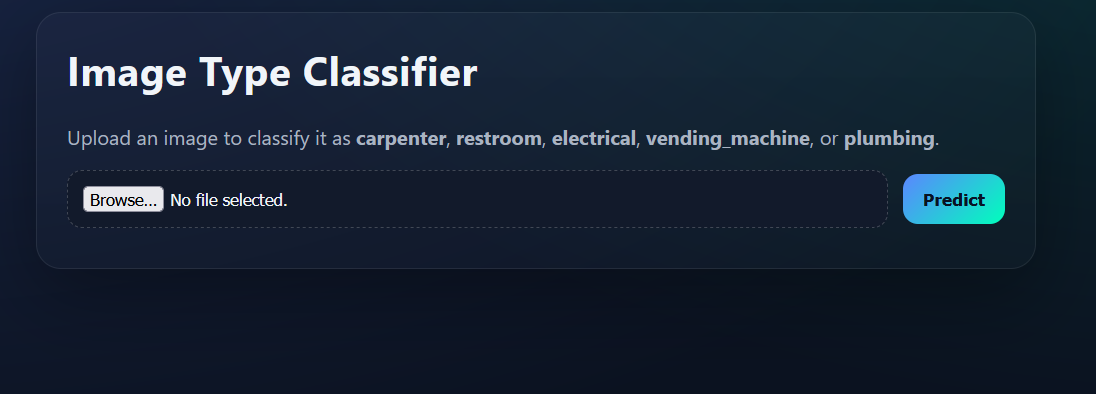 Image Type Classifier
Upload an image to classify it as carpenter, restroom, electrical, vending_machine, or plumbing.
Browse... No file selected.
Predict